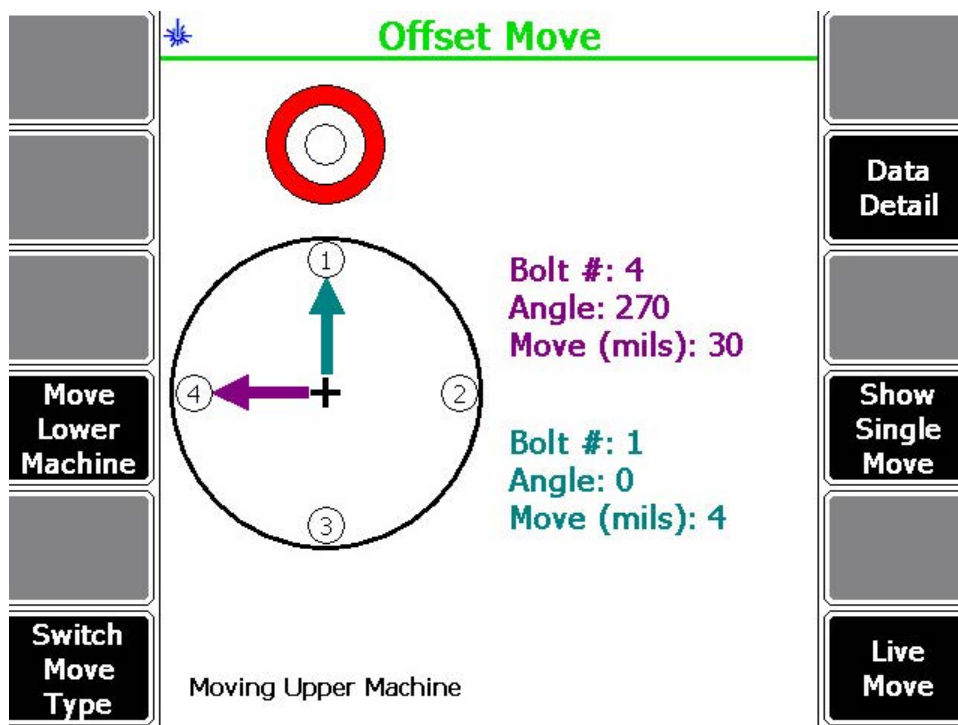 Offset Move
Data
Detail
1
Bolt #: 4
Angle: 270
Move (mils): 30
4
2
Move
Lower
Machine
Show
Single
Move
Bolt #: 1
Angle: 0
Move (mils): 4
3
Switch
Move
Type
Moving Upper Machine
Live
Move